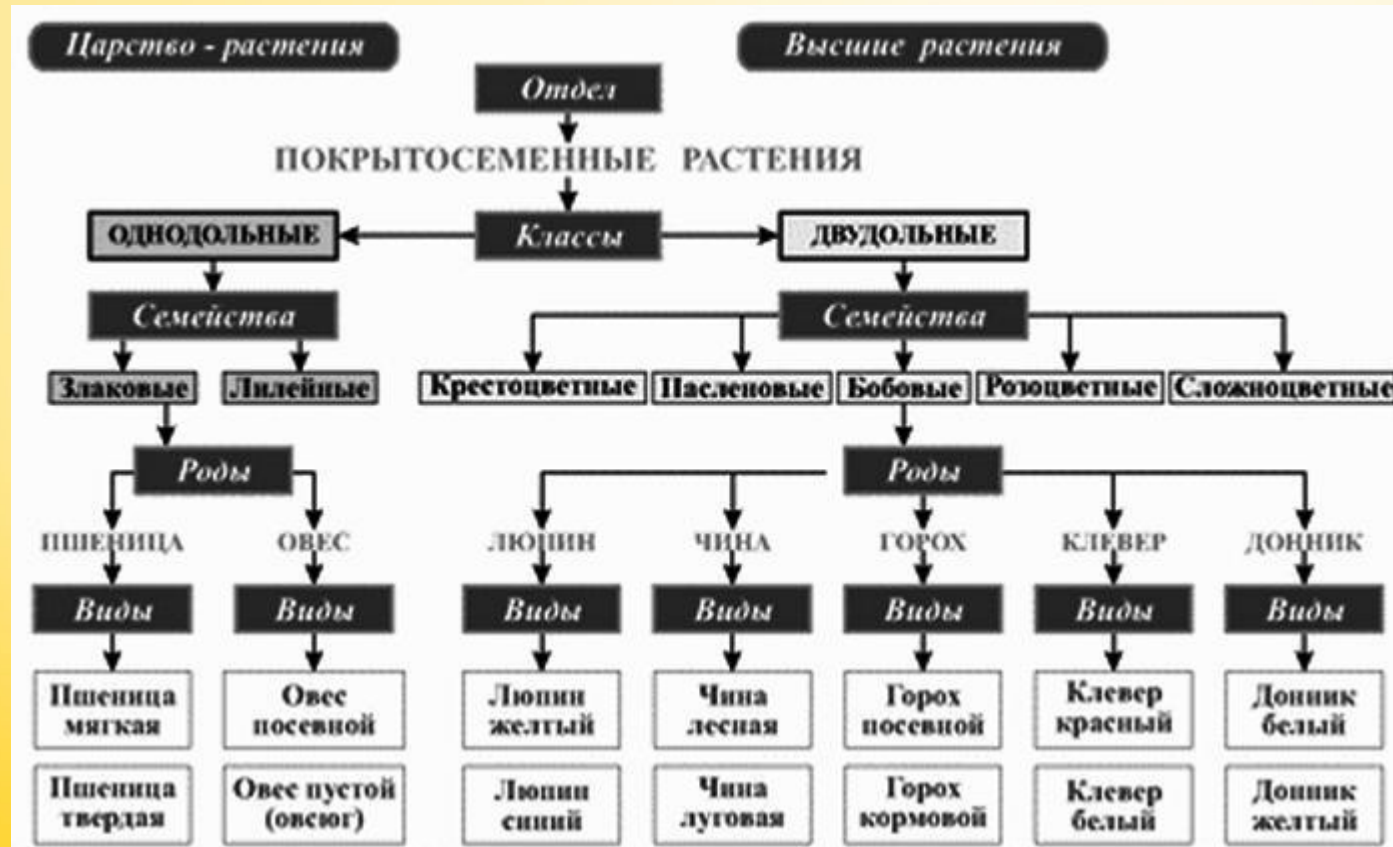 Царство - растения
Высшие растения
Отдел
ПОКРЫТОСЕМЕННЫЕ РАСТЕНИЯ
ОДНОДОЛЬНЫЕ
Классы
ДВУДОЛЬНЫЕ
Семейства
Семейства
Злаковые
Лилейные
Крестоцветные
Пасленовые
Бобовые
Розоцветные
Сложноцветные
Роды
Роды
ПШЕНИЦА
ОВЕС
ЛЮПИН
ЧИНА
ГОРОХ
КЛЕВЕР
ДОННИК
Виды
Виды
Виды
Виды
Виды
Виды
Виды
Пшеница
мягкая
Овес
посевной
Люпин
желтый
Чина
лесная
Горох
посевной
Клевер
красный
Донник
белый
Пшеница
твердая
Овес пустой
(овсюг)
Люпин
синий
Чина
луговая
Горох
кормовой
Клевер
белый
Донник
желтый